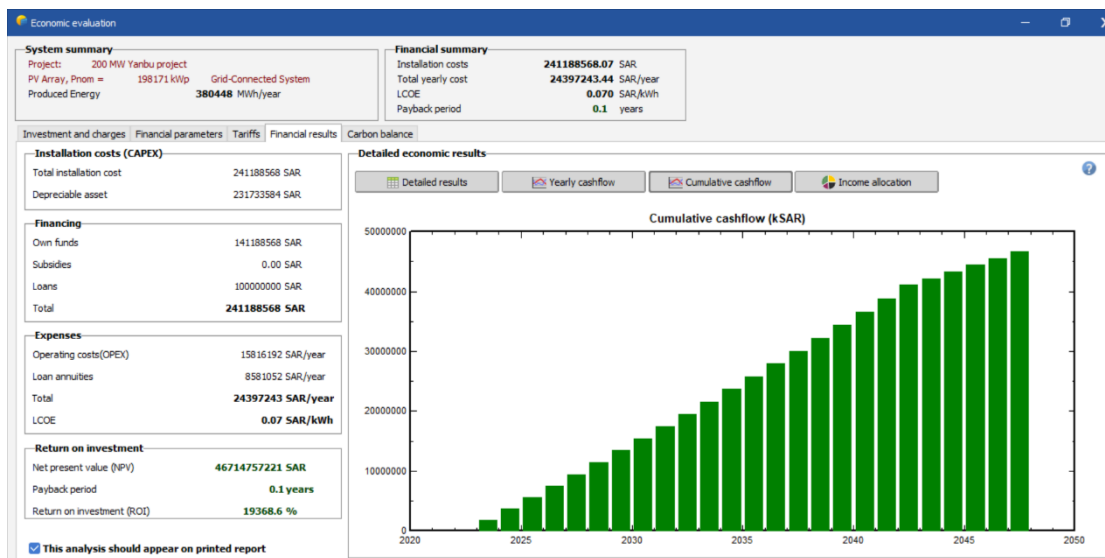 Economic evaluation
System summary
Project: 200 MW Yanbu project
PV Array, Pnom = 198171 kWp Grid-Connected System
Produced Energy 380448 MWh/year
Financial summary
Installation costs 241188568.07 SAR
Total yearly cost 24397243.44 SAR/year
LCOE 0.070 SAR/kWh
Payback period 0.1 years
Investment and charges Financial parameters Tariffs Financial results Carbon balance
Installation costs (CAPEX)
Total installation cost 241188568 SAR
Depreciable asset 231733584 SAR
Financing
Own funds 141188568 SAR
Subsidies 0.00 SAR
Loans 100000000 SAR
Total 241188568 SAR
Expenses
Operating costs(OPEX) 15816192 SAR/year
Loan annuities 8581052 SAR/year
Total 24397243 SAR/year
LCOE 0.07 SAR/kWh
Return on investment
Net present value (NPV) 46714757221 SAR
Payback period 0.1 years
Return on investment (ROI) 19368.6 %
This analysis should appear on printed report
Detailed economic results
Detailed results Yearly cashflow Cumulative cashflow Income allocation
?
Cumulative cashflow (kSAR)
50000000
40000000
30000000
20000000
10000000
0
2020 2025 2030 2035 2040 2045 2050